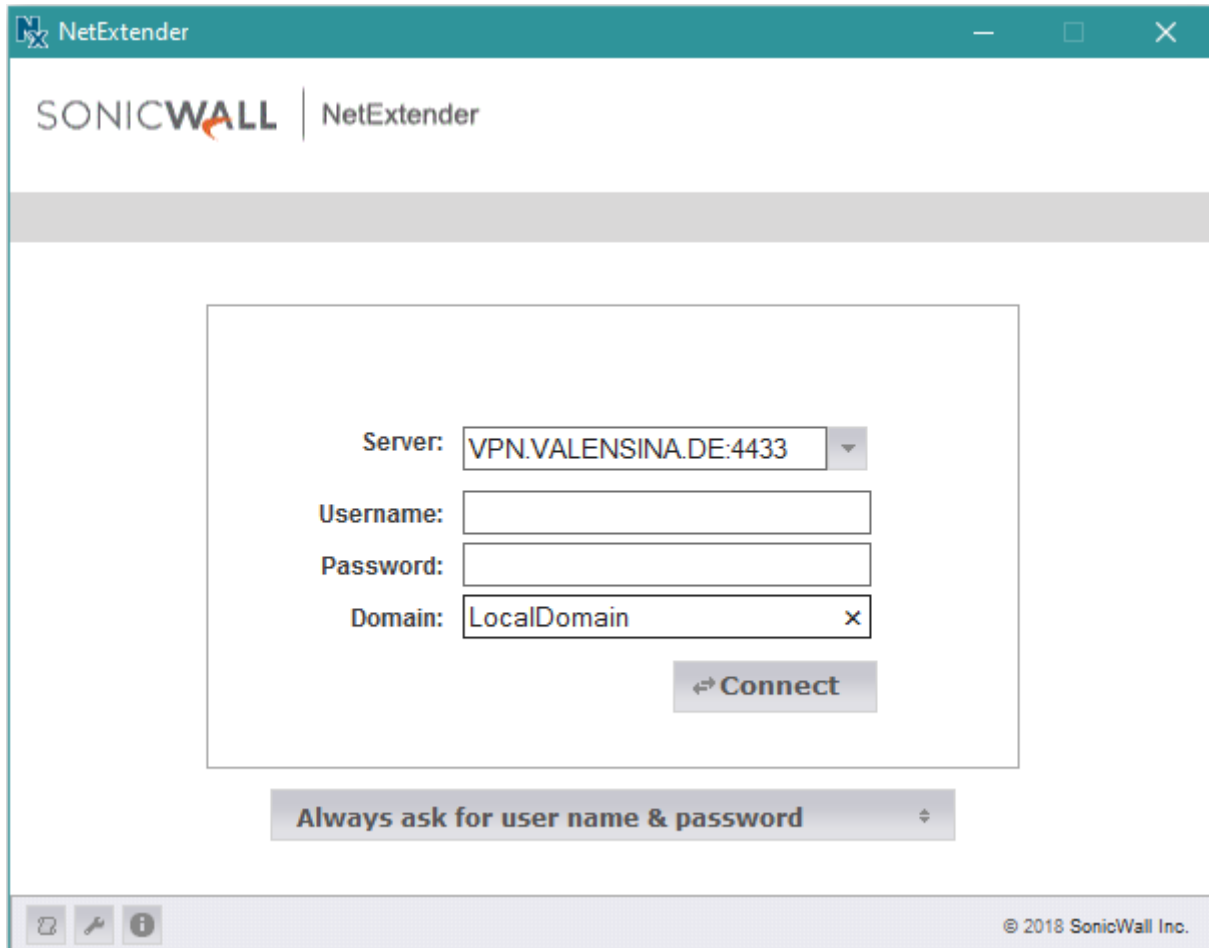 NetExtender
SONICWALL NetExtender
Server: VPN.VALENSINA.DE:4433
Username:
Password:
Domain: LocalDomain
Connect
Always ask for user name & password
© 2018 SonicWall Inc.